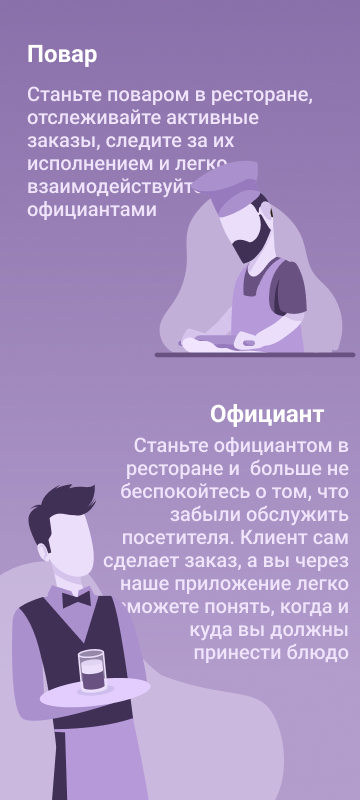 Повар
Станьте поваром в ресторане,
отслеживайте активные
заказы, следите за их
исполнением и легко
взаимодействуйте
официантами
Официант
Станьте официантом в
ресторане и  больше не
беспокойтесь о том, что
забыли обслужить
посетителя. Клиент сам
сделает заказ, а вы через
наше приложение легко
сможете понять, когда и
куда вы должны
принести блюдо